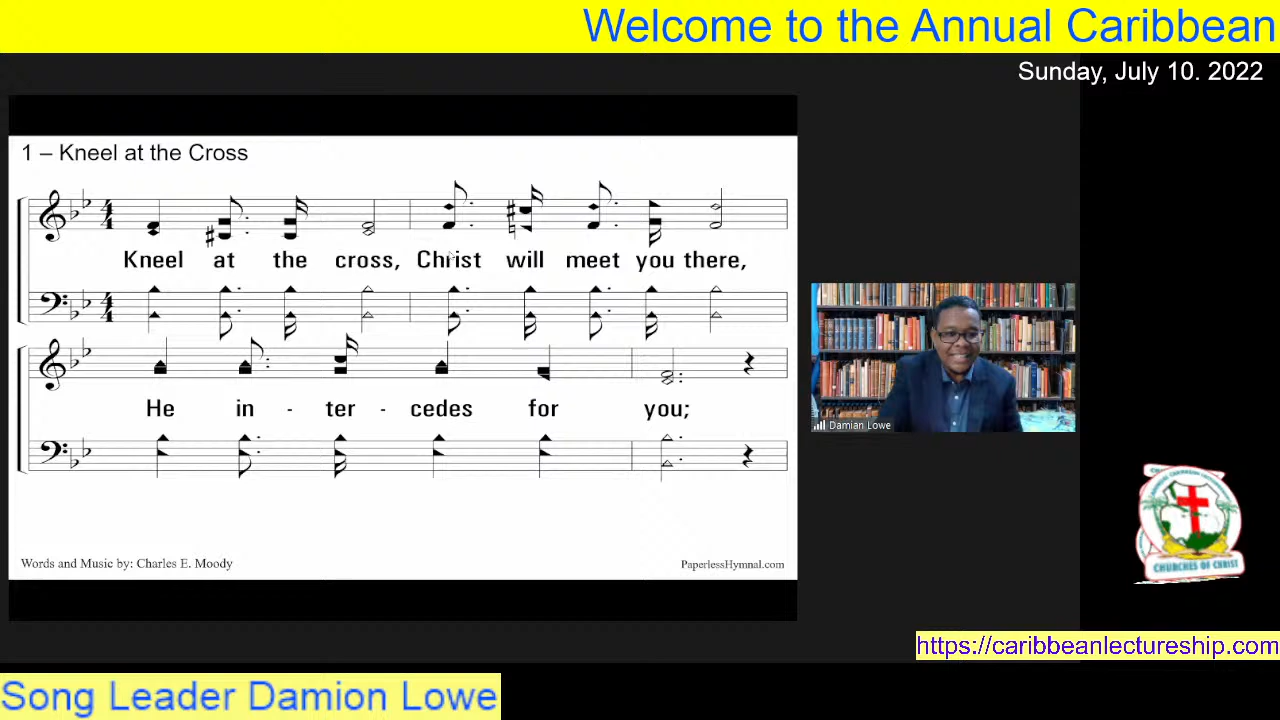 Welcome to the Annual Caribbean
Sunday, July 10. 2022
1 – Kneel at the Cross
Kneel at the cross, Christ will meet you there,
He in - ter - cedes for you;
Words and Music by: Charles E. Moody
PaperlessHymnal.com
Damian Lowe
CHURCHES OF CHRIST
https://caribbeanlectureship.com
Song Leader Damion Lowe